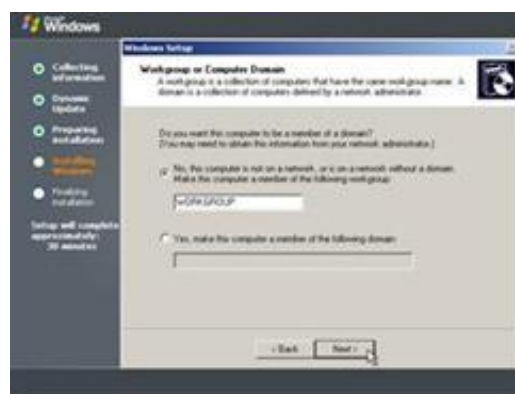 Windows
Windows Setup
Collecting
information
Dynamic
Update
Preparing
installation
Installing
Windows
Finalizing
installation
Setup will complete
approximately:
30 minutes
Workgroup or Computer Domain
A workgroup is a collection of computers that have the same workgroup name. A
domain is a collection of computers defined by a network administrator.
Do you want this computer to be a member of a domain?
(You may need to obtain this information from your network administrator.)
No, this computer is not on a network, or is on a network without a domain.
Make this computer a member of the following workgroup:
WORKGROUP
Yes, make this computer a member of the following domain:
< Back
Next >